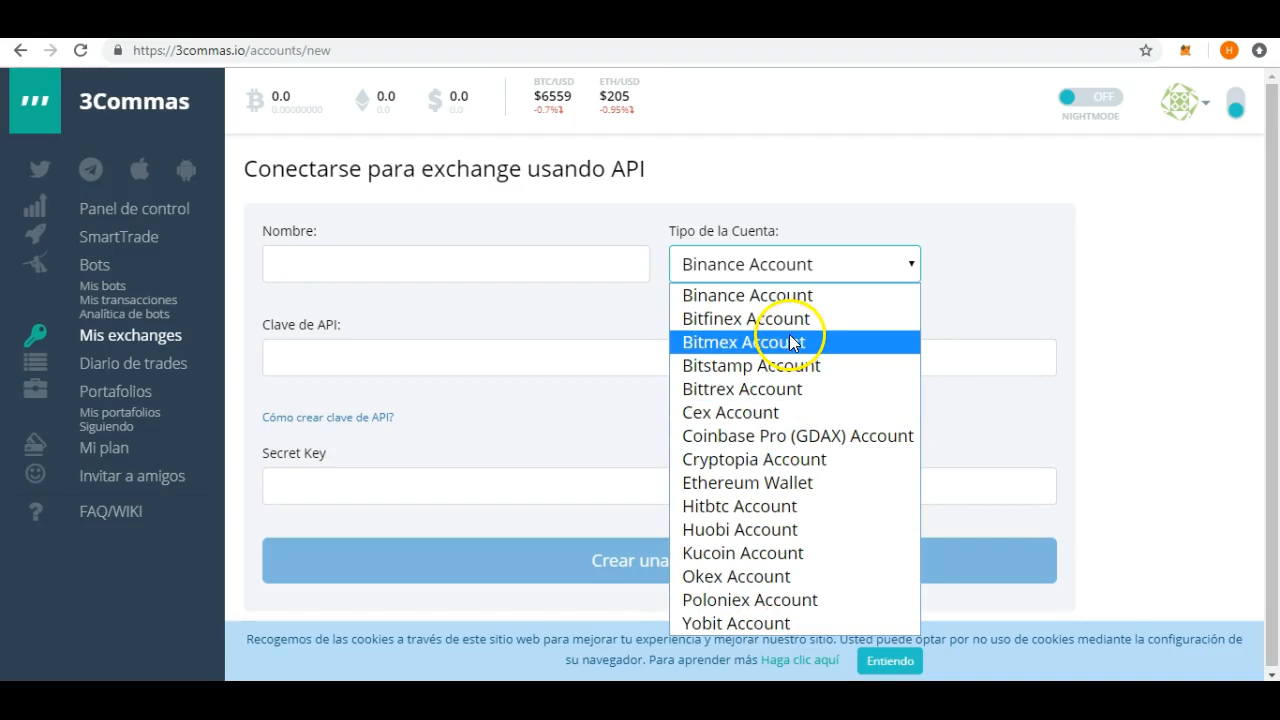 https://3commas.io/accounts/new
H
3Commas
0.0
0.00000000
0.0
0.0
$
0.0
0.0
BTC/USD
$6559
-0.7%
ETH/USD
$205
-0.95%
OFF
NIGHTMODE
Panel de control
SmartTrade
Bots
Mis bots
Mis transacciones
Analítica de bots
Mis exchanges
Diario de trades
Portafolios
Mis portafolios
Siguiendo
Mi plan
Invitar a amigos
? FAQ/WIKI
Conectarse para exchange usando API
Nombre:
Tipo de la Cuenta:
Binance Account
Binance Account
Bitfinex Account
Bitmex Account
Bitstamp Account
Bittrex Account
Cex Account
Coinbase Pro (GDAX) Account
Cryptopia Account
Ethereum Wallet
Hitbtc Account
Huobi Account
Kucoin Account
Okex Account
Poloniex Account
Yobit Account
Clave de API:
Cómo crear clave de API?
Secret Key
Crear una
Recogemos de las cookies a través de este sitio web para mejorar tu experiencia y mejorar nuestro sitio. Usted puede optar por no uso de cookies mediante la configuración de
su navegador. Para aprender más Haga clic aquí
Entiendo